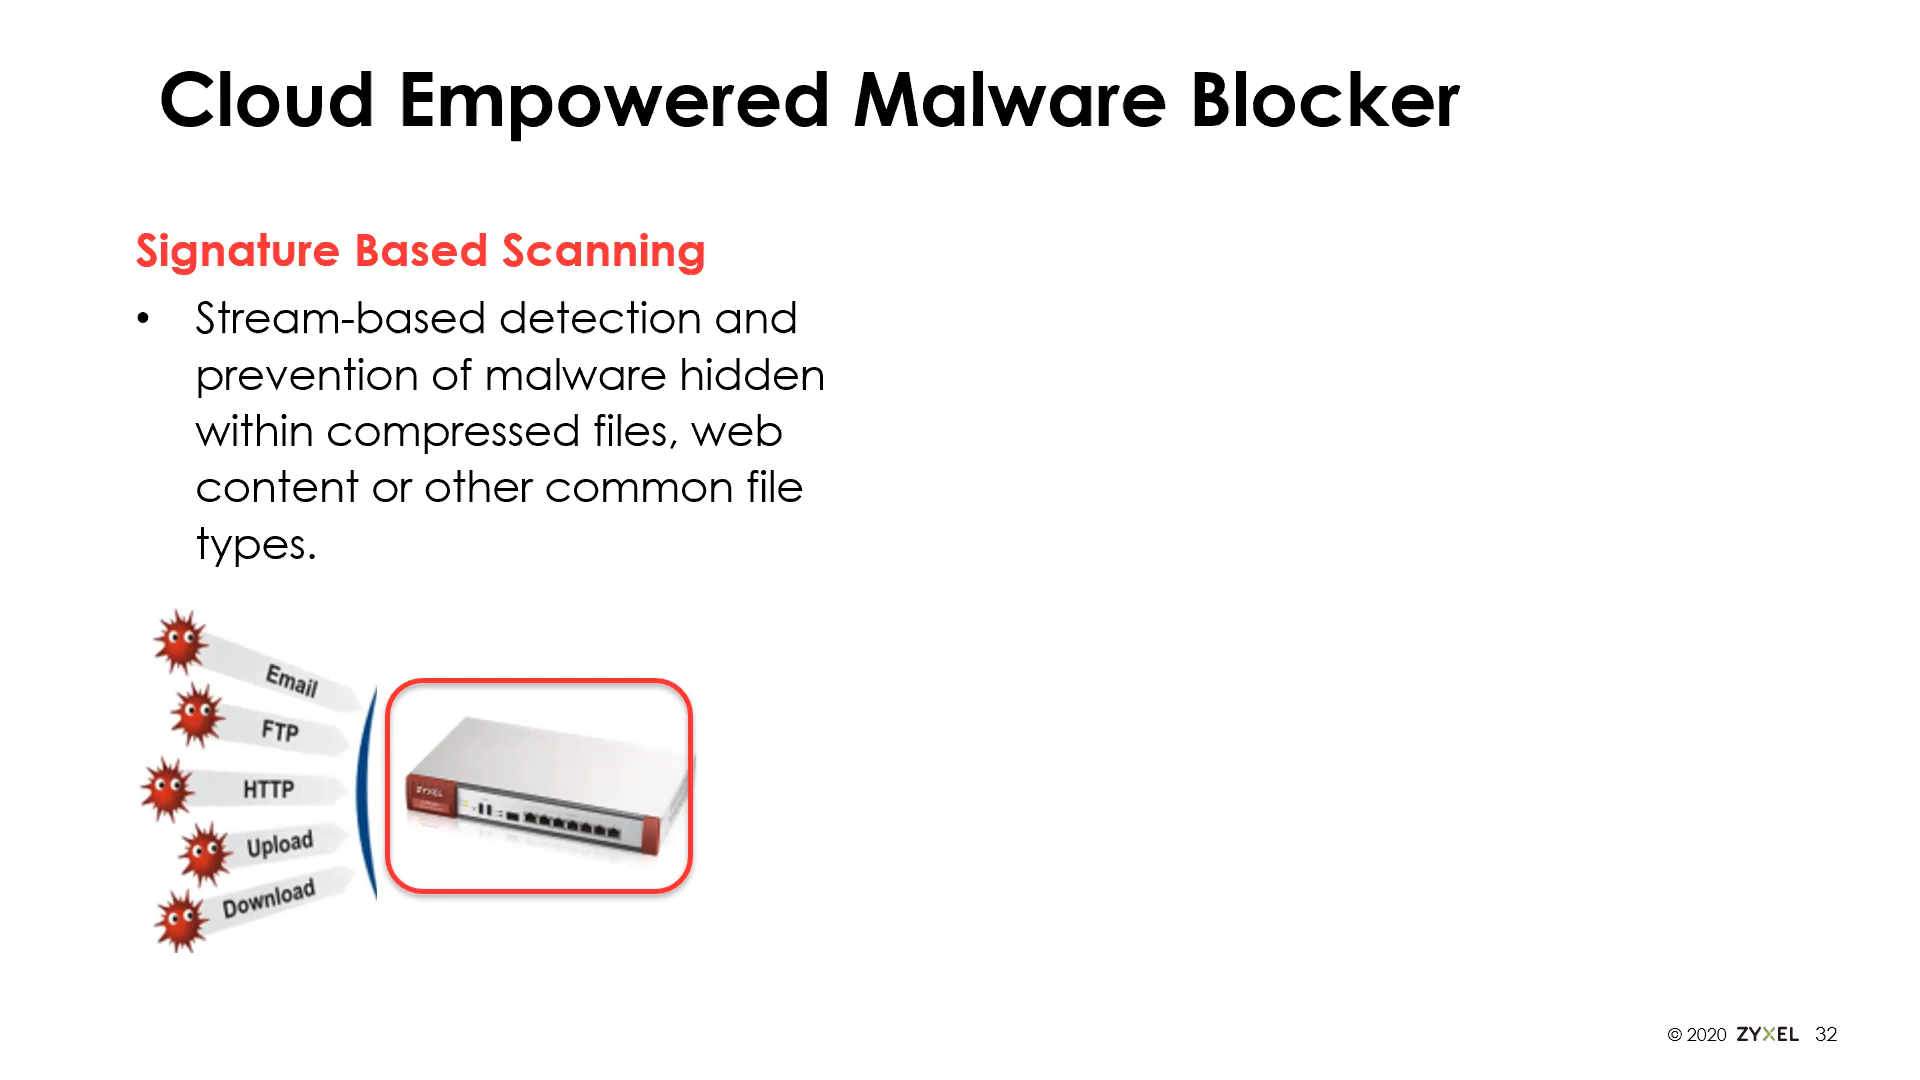 Cloud Empowered Malware Blocker
Signature Based Scanning
• Stream-based detection and
prevention of malware hidden
within compressed files, web
content or other common file
types.
Email
FTP
HTTP
Upload
Download
ZYXEL
© 2020 ZYXEL 32